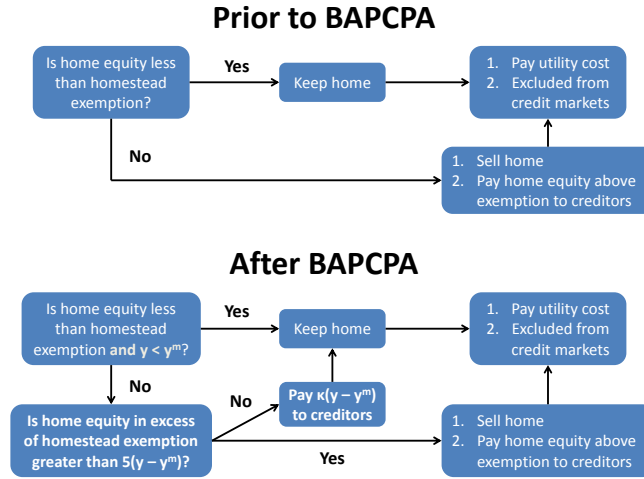 Prior to BAPCPA
Is home equity less
than homestead
exemption?
Yes
Keep home
1. Pay utility cost
2. Excluded from
credit markets
No
1. Sell home
2. Pay home equity above
exemption to creditors
After BAPCPA
Is home equity less
than homestead
exemption and y < yᵐ?
Yes
Keep home
1. Pay utility cost
2. Excluded from
credit markets
No
No
Pay κ(y – yᵐ)
to creditors
Is home equity in excess
of homestead exemption
greater than 5(y – yᵐ)?
Yes
1. Sell home
2. Pay home equity above
exemption to creditors